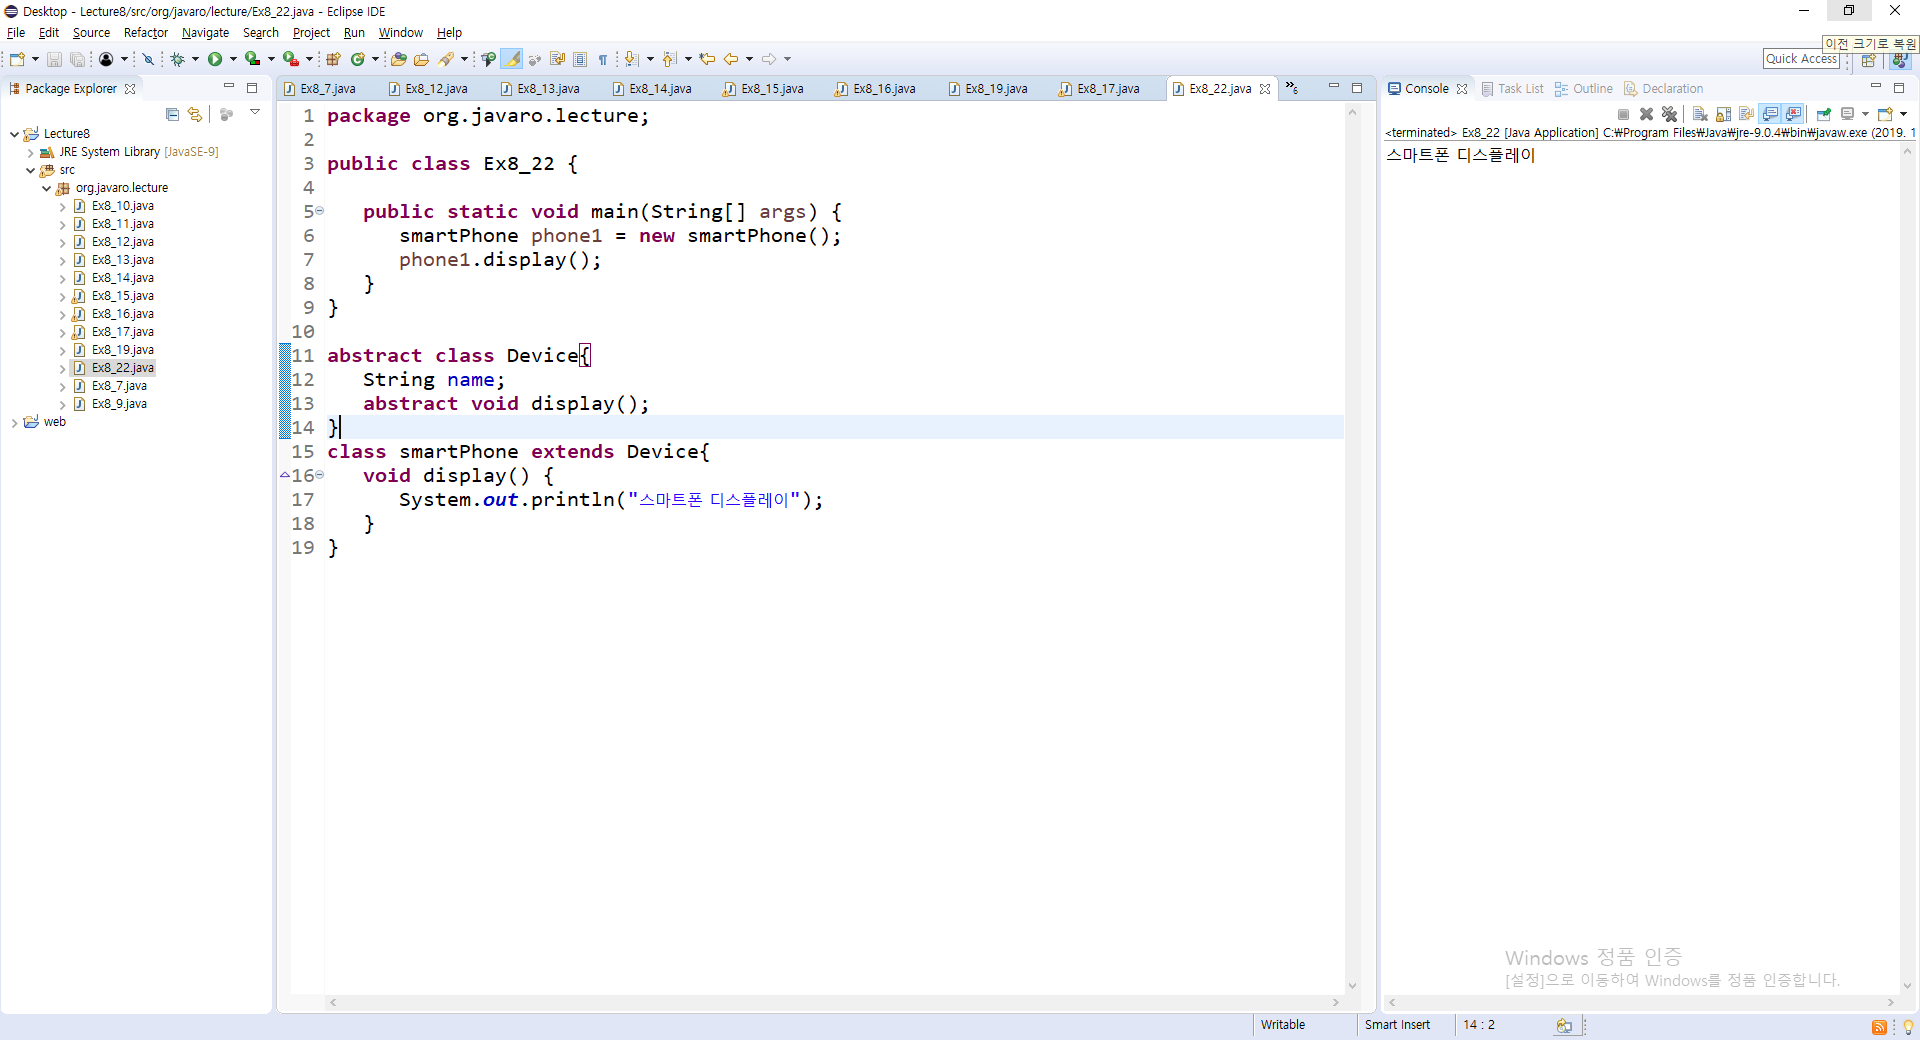 Desktop - Lecture8/src/org/javaro/lecture/Ex8_22.java - Eclipse IDE
File Edit Source Refactor Navigate Search Project Run Window Help
이전 크기로 복원
Quick Access
Package Explorer
Lecture8
JRE System Library [JavaSE-9]
src
org.javaro.lecture
Ex8_10.java
Ex8_11.java
Ex8_12.java
Ex8_13.java
Ex8_14.java
Ex8_15.java
Ex8_16.java
Ex8_17.java
Ex8_19.java
Ex8_22.java
Ex8_7.java
Ex8_9.java
web
Ex8_7.java Ex8_12.java Ex8_13.java Ex8_14.java Ex8_15.java Ex8_16.java Ex8_19.java Ex8_17.java Ex8_22.java »6
1 package org.javaro.lecture;
2
3 public class Ex8_22 {
4
5 public static void main(String[] args) {
6 smartPhone phone1 = new smartPhone();
7 phone1.display();
8 }
9 }
10
11 abstract class Device{
12 String name;
13 abstract void display();
14 }
15 class smartPhone extends Device{
16 void display() {
17 System.out.println("스마트폰 디스플레이");
18 }
19 }
Console Task List Outline Declaration
<terminated> Ex8_22 [Java Application] C:₩Program Files₩Java₩jre-9.0.4₩bin₩javaw.exe (2019. 1
스마트폰 디스플레이
Windows 정품 인증
[설정]으로 이동하여 Windows를 정품 인증합니다.
Writable Smart Insert 14 : 2